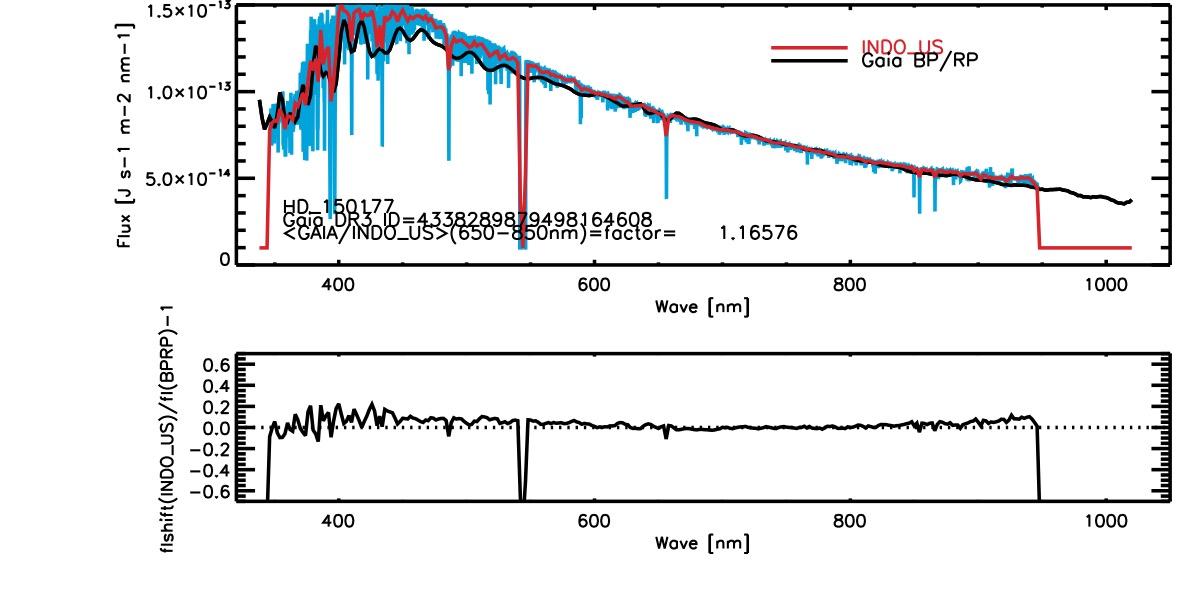 1.5×10−13
1.0×10−13
5.0×10−14
0
Flux [J s−1 m−2 nm−1]
INDO_US
Gaia BP/RP
HD_150177
Gaia DR3 ID=4338289879498164608
<GAIA/INDO_US>(650−850nm)=factor= 1.16576
400 600 800 1000
Wave [nm]
flshift(INDO_US)/fl(BPRP)−1
0.6
0.4
0.2
0.0
−0.2
−0.4
−0.6
400 600 800 1000
Wave [nm]